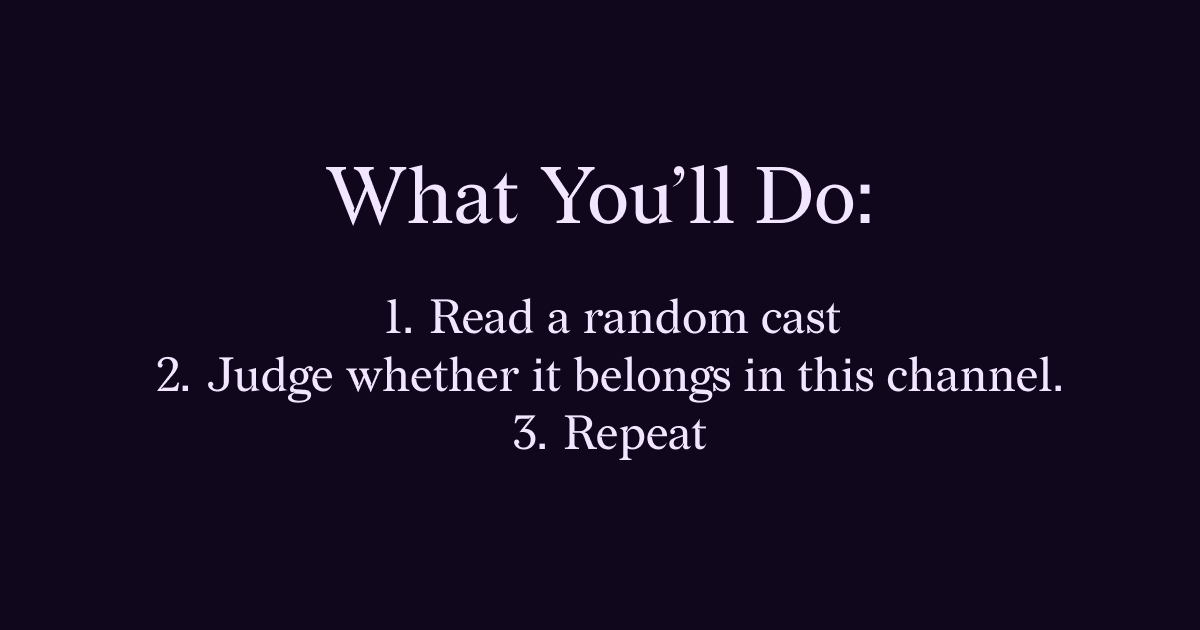 What You’ll Do:
1. Read a random cast
2. Judge whether it belongs in this channel.
3. Repeat